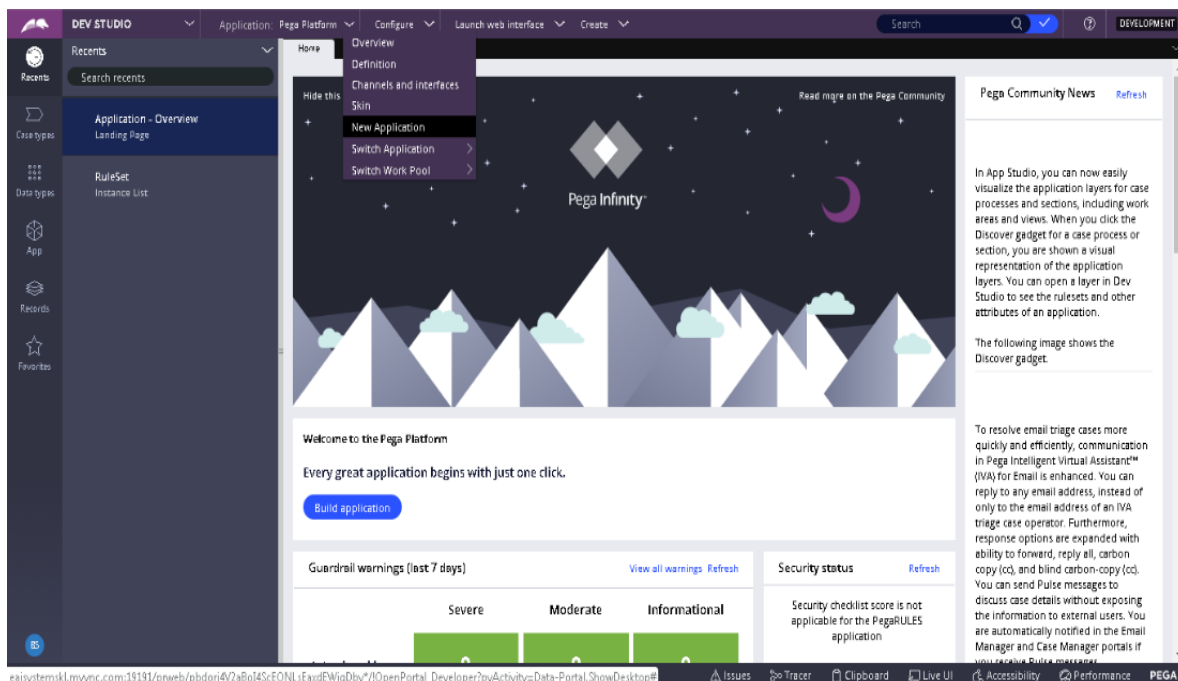 DEV STUDIO
Application: Pega Platform
Configure
Launch web interface
Create
Search
DEVELOPMENT
Recents
Case types
Data types
App
Records
Favorites
BS
Recents
Search recents
Application - Overview
Landing Page
RuleSet
Instance List
Home
Overview
Definition
Channels and interfaces
Skin
New Application
Switch Application
Switch Work Pool
Hide this
Read more on the Pega Community
Pega Infinity
Welcome to the Pega Platform
Every great application begins with just one click.
Build application
Guardrail warnings (last 7 days)
View all warnings Refresh
Severe Moderate Informational
Security status
Refresh
Security checklist score is not
applicable for the PegaRULES
application
Pega Community News
Refresh
In App Studio, you can now easily
visualize the application layers for case
processes and sections, including work
areas and views. When you click the
Discover gadget for a case process or
section, you are shown a visual
representation of the application
layers. You can open a layer in Dev
Studio to see the rulesets and other
attributes of an application.
The following image shows the
Discover gadget.
To resolve email triage cases more
quickly and efficiently, communication
in Pega Intelligent Virtual Assistant™
(IVA) for Email is enhanced. You can
reply to any email address, instead of
only to the email address of an IVA
triage case operator. Furthermore,
response options are expanded with
ability to forward, reply all, carbon
copy (cc), and blind carbon-copy (cc).
You can send Pulse messages to
discuss case details without exposing
the information to external users. You
are automatically notified in the Email
Manager and Case Manager portals if
you receive Pulse messages
Issues
Tracer
Clipboard
Live UI
Accessibility
Performance
PEGA